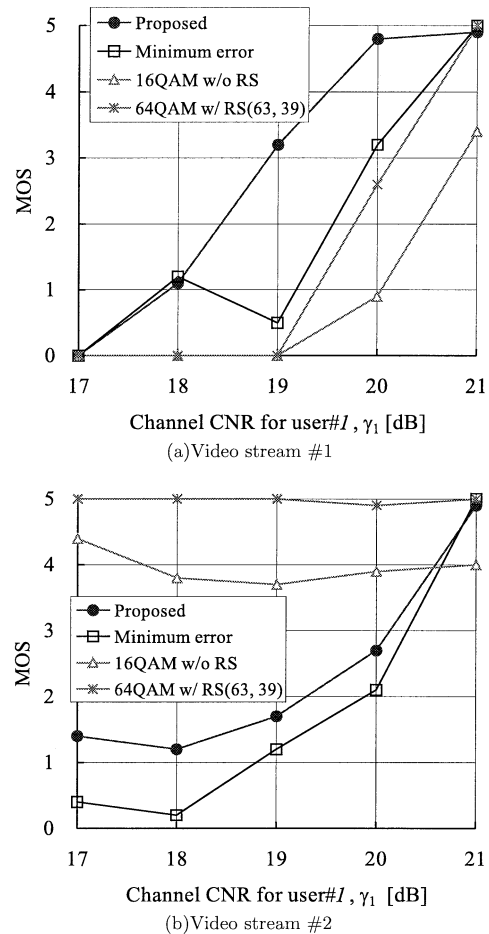 5
4
3
2
1
0
MOS
Proposed
Minimum error
16QAM w/o RS
64QAM w/ RS(63, 39)
17 18 19 20 21
Channel CNR for user#1, γ₁ [dB]
(a)Video stream #1
5
4
3
2
1
0
MOS
Proposed
Minimum error
16QAM w/o RS
64QAM w/ RS(63, 39)
17 18 19 20 21
Channel CNR for user#1, γ₁ [dB]
(b)Video stream #2